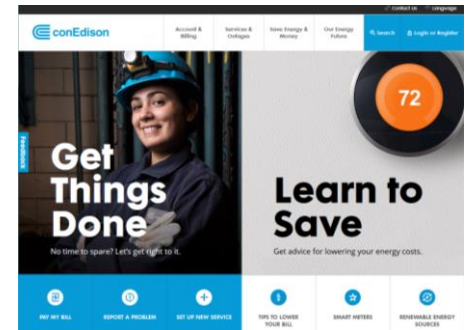 Contact Us
Language
conEdison
Account &
Billing
Services &
Outages
Save Energy &
Money
Our Energy
Future
Search
Login or Register
72
Feedback
Get
Things
Done
No time to spare? Let's get right to it.
Learn to
Save
Get advice for lowering your energy costs.
PAY MY BILL
REPORT A PROBLEM
SET UP NEW SERVICE
TIPS TO LOWER
YOUR BILL
SMART METERS
RENEWABLE ENERGY
SOURCES